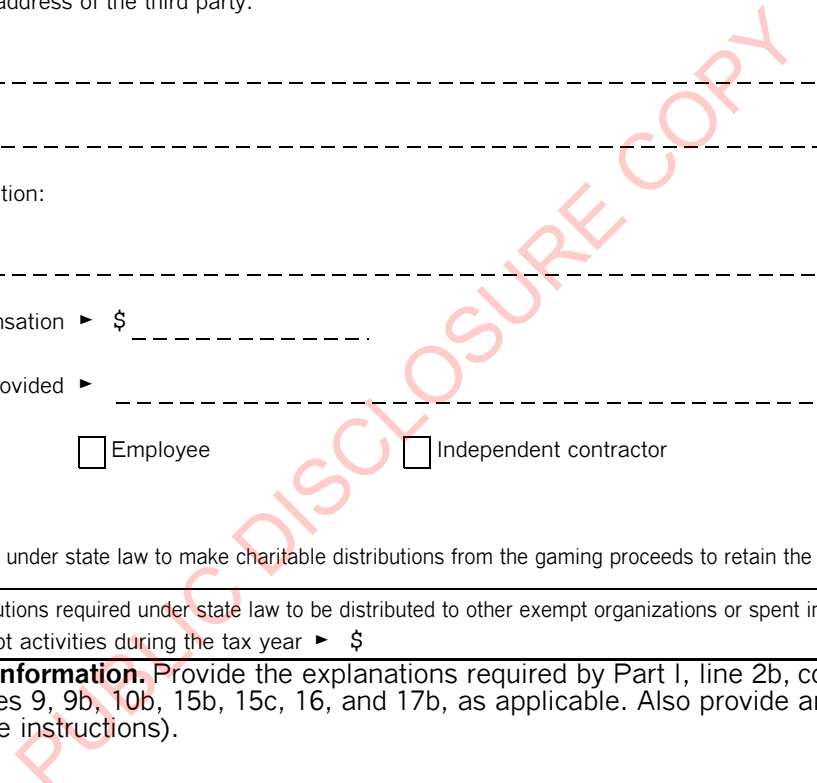 address of the third party:
tion:
nsation ► $
ovided ►
Employee Independent contractor
under state law to make charitable distributions from the gaming proceeds to retain the
utions required under state law to be distributed to other exempt organizations or spent in
ot activities during the tax year ► $
nformation. Provide the explanations required by Part I, line 2b, co
es 9, 9b, 10b, 15b, 15c, 16, and 17b, as applicable. Also provide an
e instructions).
PUBLIC DISCLOSURE COPY